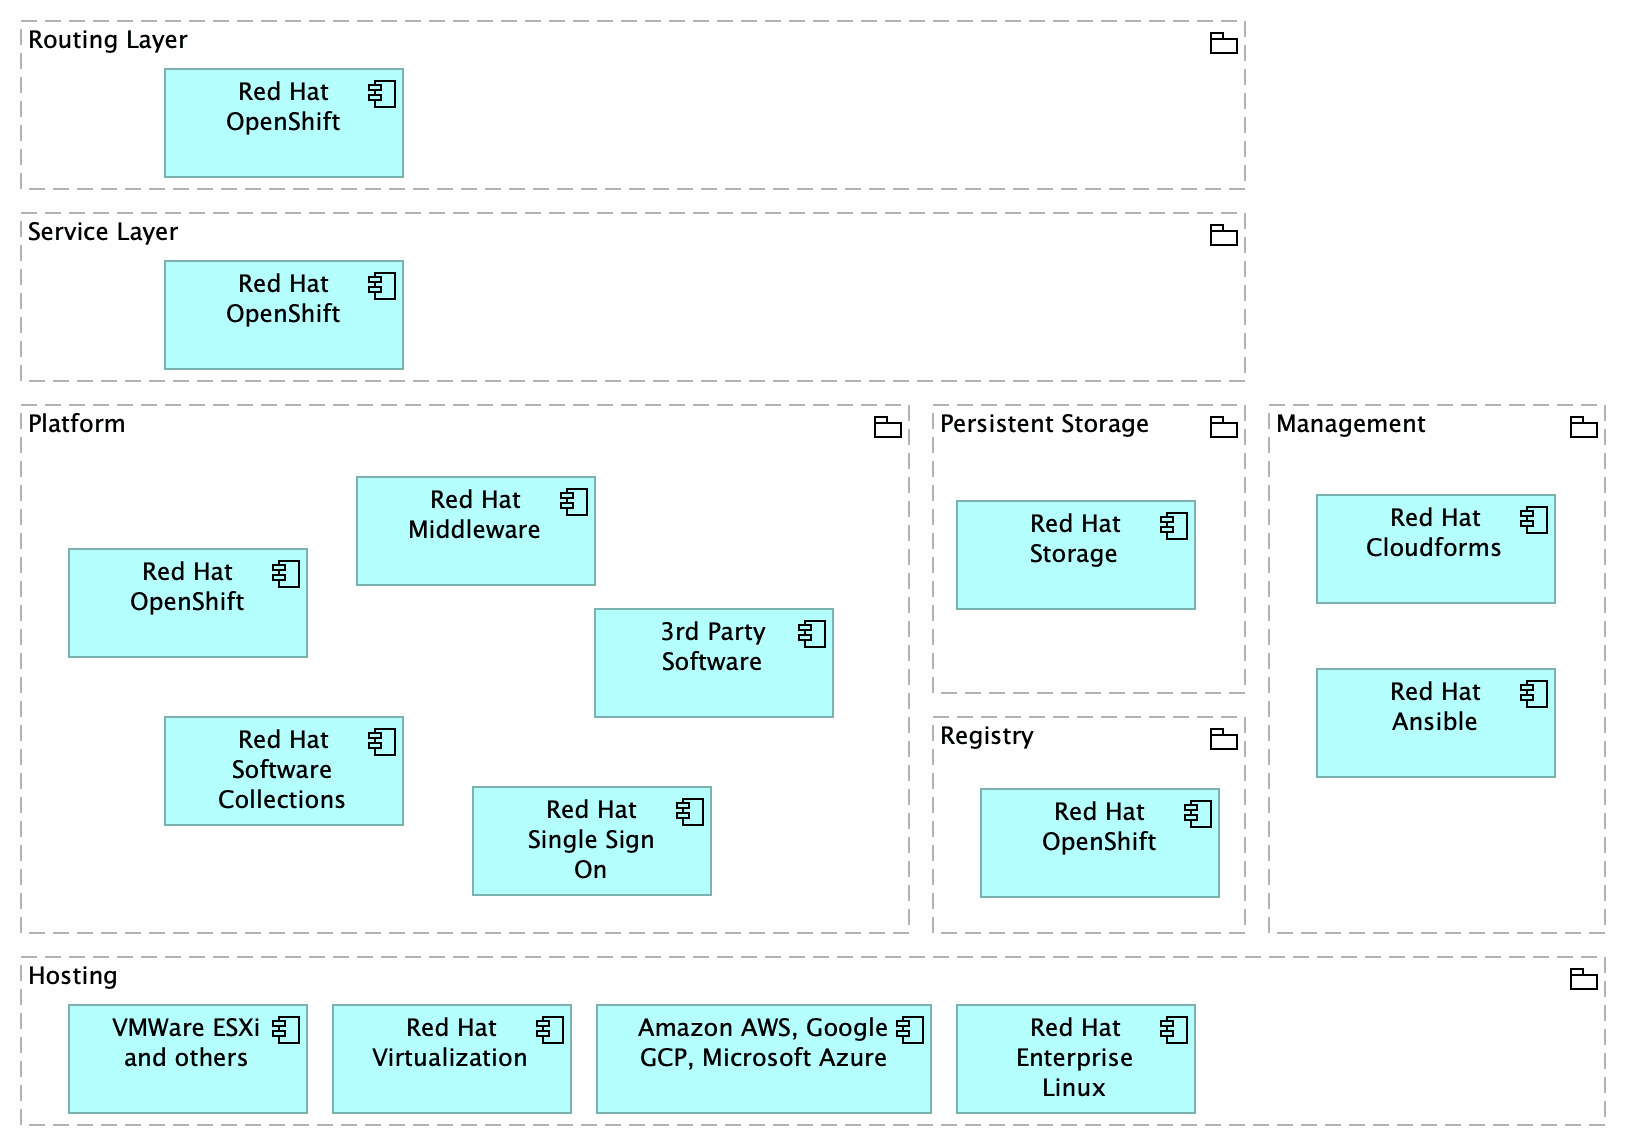 Routing Layer
Red Hat
OpenShift
Service Layer
Red Hat
OpenShift
Platform
Red Hat
Middleware
Red Hat
OpenShift
3rd Party
Software
Red Hat
Software
Collections
Red Hat
Single Sign
On
Persistent Storage
Red Hat
Storage
Registry
Red Hat
OpenShift
Management
Red Hat
Cloudforms
Red Hat
Ansible
Hosting
VMWare ESXi
and others
Red Hat
Virtualization
Amazon AWS, Google
GCP, Microsoft Azure
Red Hat
Enterprise
Linux